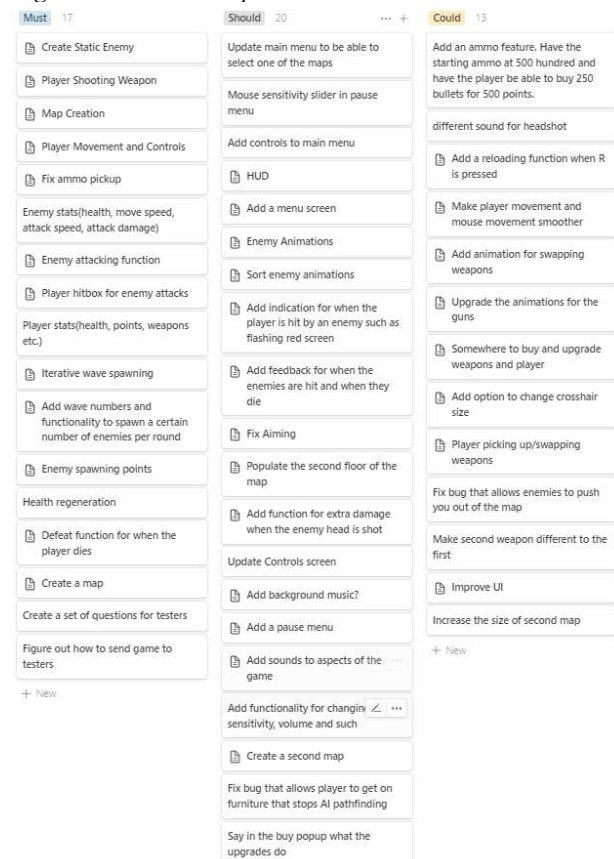 Must 17
Create Static Enemy
Player Shooting Weapon
Map Creation
Player Movement and Controls
Fix ammo pickup
Enemy stats(health, move speed,
attack speed, attack damage)
Enemy attacking function
Player hitbox for enemy attacks
Player stats(health, points, weapons
etc.)
Iterative wave spawning
Add wave numbers and
functionality to spawn a certain
number of enemies per round
Enemy spawning points
Health regeneration
Defeat function for when the
player dies
Create a map
Create a set of questions for testers
Figure out how to send game to
testers
+ New
Should 20 ... +
Update main menu to be able to
select one of the maps
Mouse sensitivity slider in pause
menu
Add controls to main menu
HUD
Add a menu screen
Enemy Animations
Sort enemy animations
Add indication for when the
player is hit by an enemy such as
flashing red screen
Add feedback for when the
enemies are hit and when they
die
Fix Aiming
Populate the second floor of the
map
Add function for extra damage
when the enemy head is shot
Update Controls screen
Add background music?
Add a pause menu
Add sounds to aspects of the
game
Add functionality for changing
sensitivity, volume and such
Create a second map
Fix bug that allows player to get on
furniture that stops AI pathfinding
Say in the buy popup what the
upgrades do
Could 13
Add an ammo feature. Have the
starting ammo at 500 hundred and
have the player be able to buy 250
bullets for 500 points.
different sound for headshot
Add a reloading function when R
is pressed
Make player movement and
mouse movement smoother
Add animation for swapping
weapons
Upgrade the animations for the
guns
Somewhere to buy and upgrade
weapons and player
Add option to change crosshair
size
Player picking up/swapping
weapons
Fix bug that allows enemies to push
you out of the map
Make second weapon different to the
first
Improve UI
Increase the size of second map
+ New